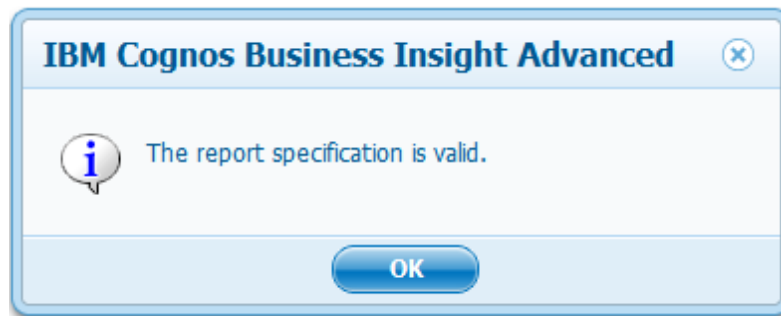 IBM Cognos Business Insight Advanced
The report specification is valid.
OK